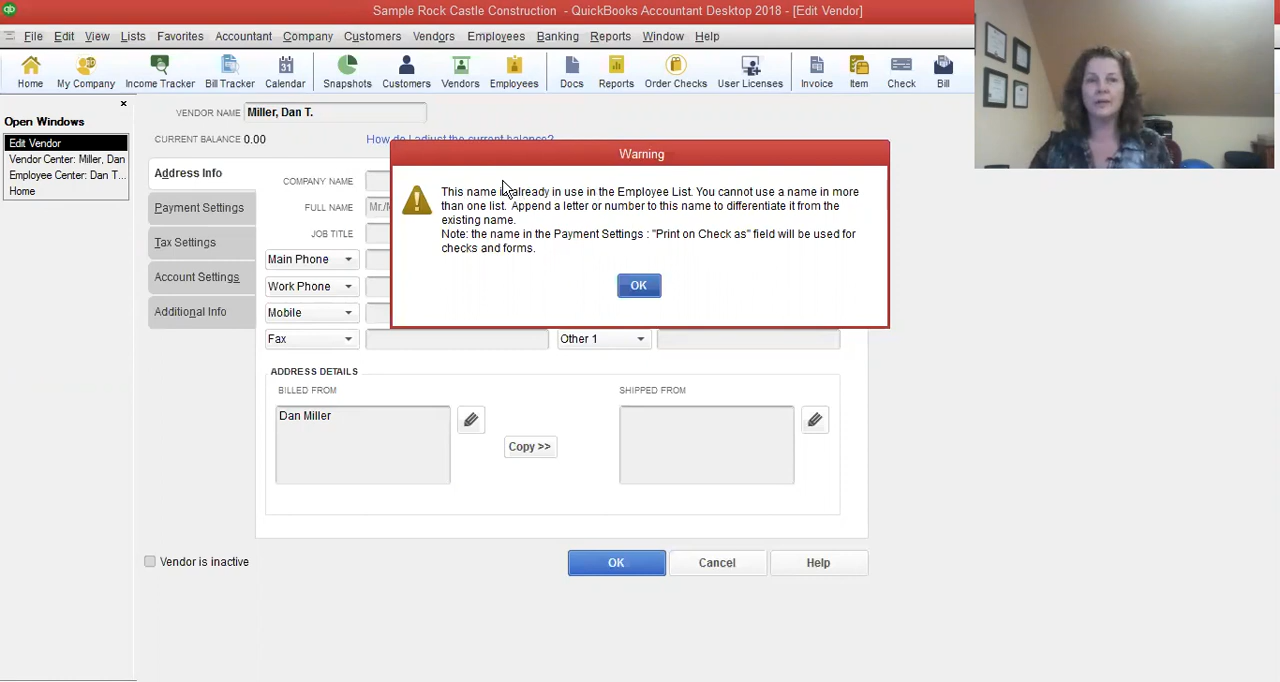 Sample Rock Castle Construction - QuickBooks Accountant Desktop 2018 - [Edit Vendor]
File Edit View Lists Favorites Accountant Company Customers Vendors Employees Banking Reports Window Help
Home My Company Income Tracker Bill Tracker Calendar Snapshots Customers Vendors Employees Docs Reports Order Checks User Licenses Invoice Item Check Bill
Open Windows
Edit Vendor
Vendor Center: Miller, Dan
Employee Center: Dan T...
Home
VENDOR NAME Miller, Dan T.
CURRENT BALANCE 0.00 How do I adjust the current balance?
Address Info
Payment Settings
Tax Settings
Account Settings
Additional Info
COMPANY NAME
FULL NAME
JOB TITLE
Main Phone
Work Phone
Mobile
Fax Other 1
Warning
This name already in use in the Employee List. You cannot use a name in more
than one list. Append a letter or number to this name to differentiate it from the
existing name.
Note: the name in the Payment Settings : "Print on Check as" field will be used for
checks and forms.
OK
ADDRESS DETAILS
BILLED FROM SHIPPED FROM
Dan Miller
Copy >>
Vendor is inactive
OK Cancel Help